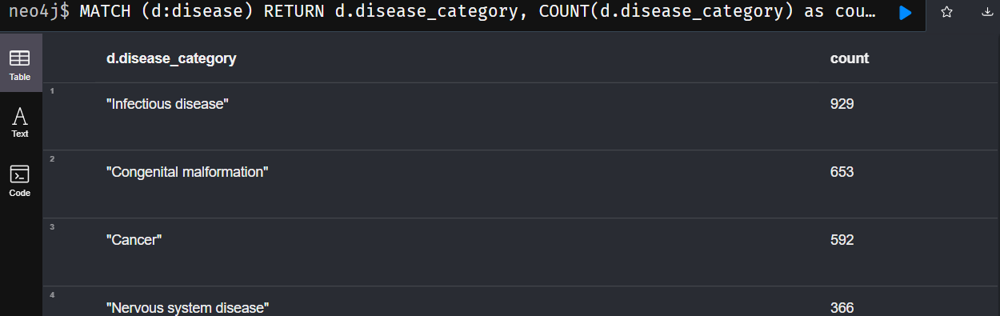 neo4j$ MATCH (d:disease) RETURN d.disease_category, COUNT(d.disease_category) as cou…
Table
Text
Code
d.disease_category count
1
"Infectious disease" 929
2
"Congenital malformation" 653
3
"Cancer" 592
4
"Nervous system disease" 366